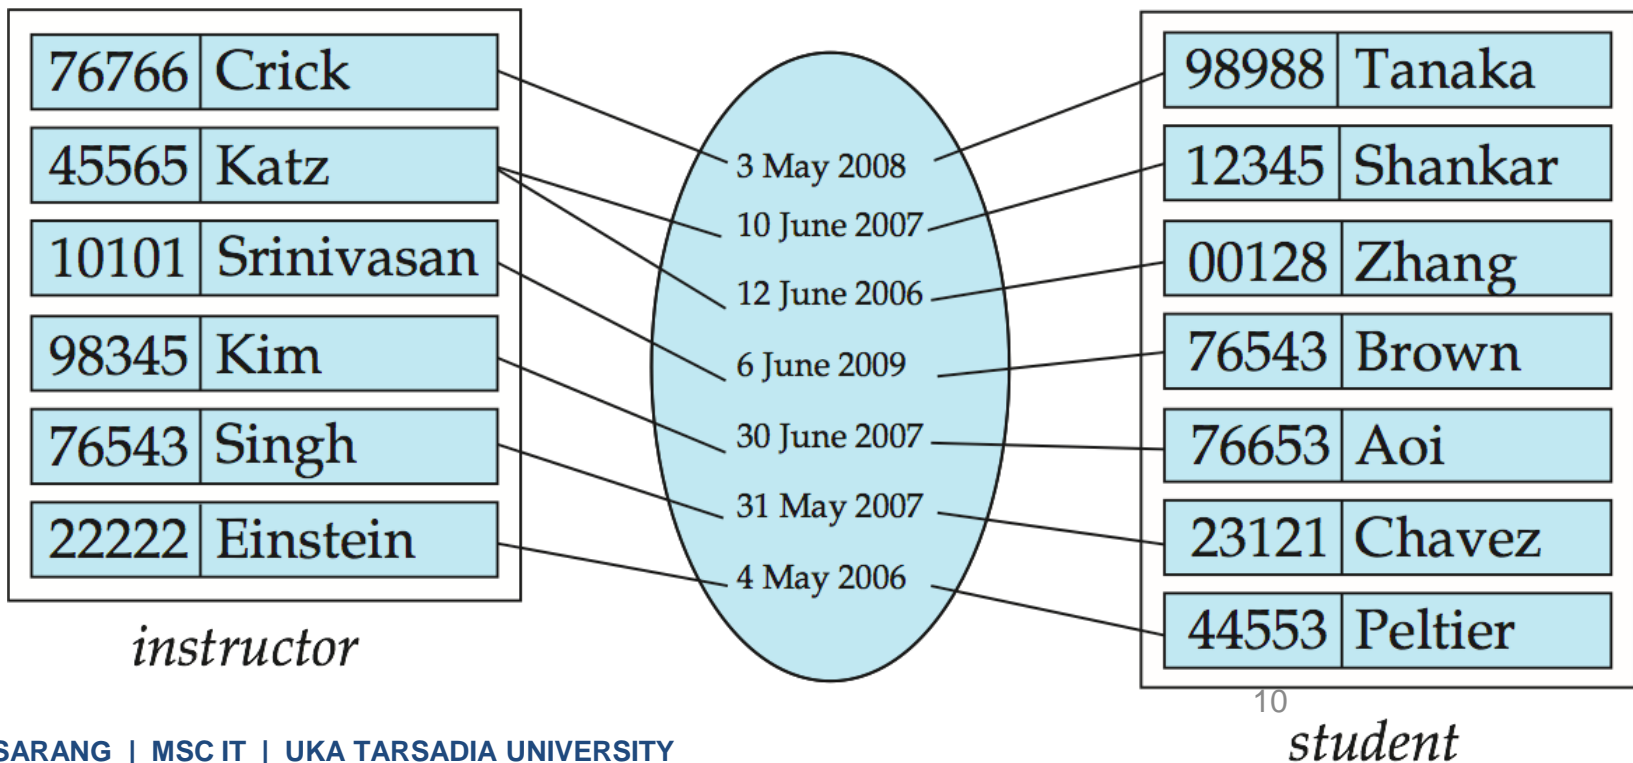 76766 Crick
45565 Katz
10101 Srinivasan
98345 Kim
76543 Singh
22222 Einstein
instructor
3 May 2008
10 June 2007
12 June 2006
6 June 2009
30 June 2007
31 May 2007
4 May 2006
98988 Tanaka
12345 Shankar
00128 Zhang
76543 Brown
76653 Aoi
23121 Chavez
44553 Peltier
10
student
SARANG | MSC IT | UKA TARSADIA UNIVERSITY